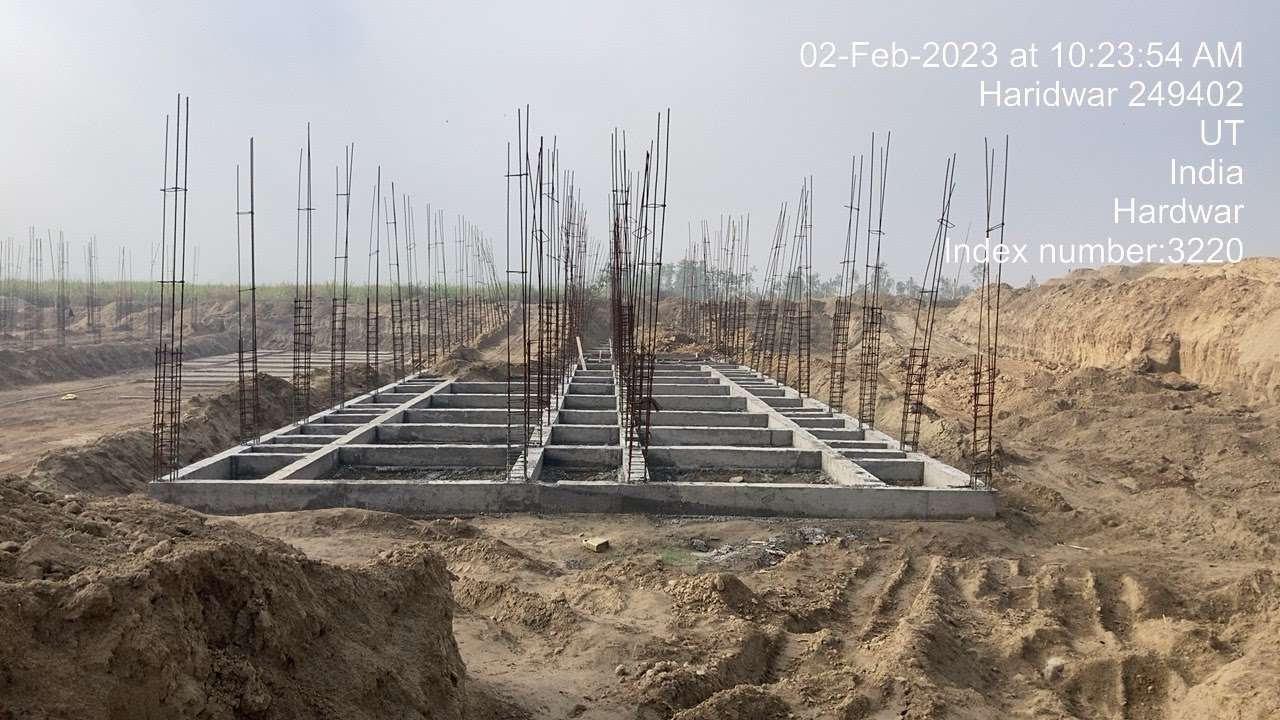 02-Feb-2023 at 10:23:54 AM
Haridwar 249402
UT
India
Hardwar
Index number:3220